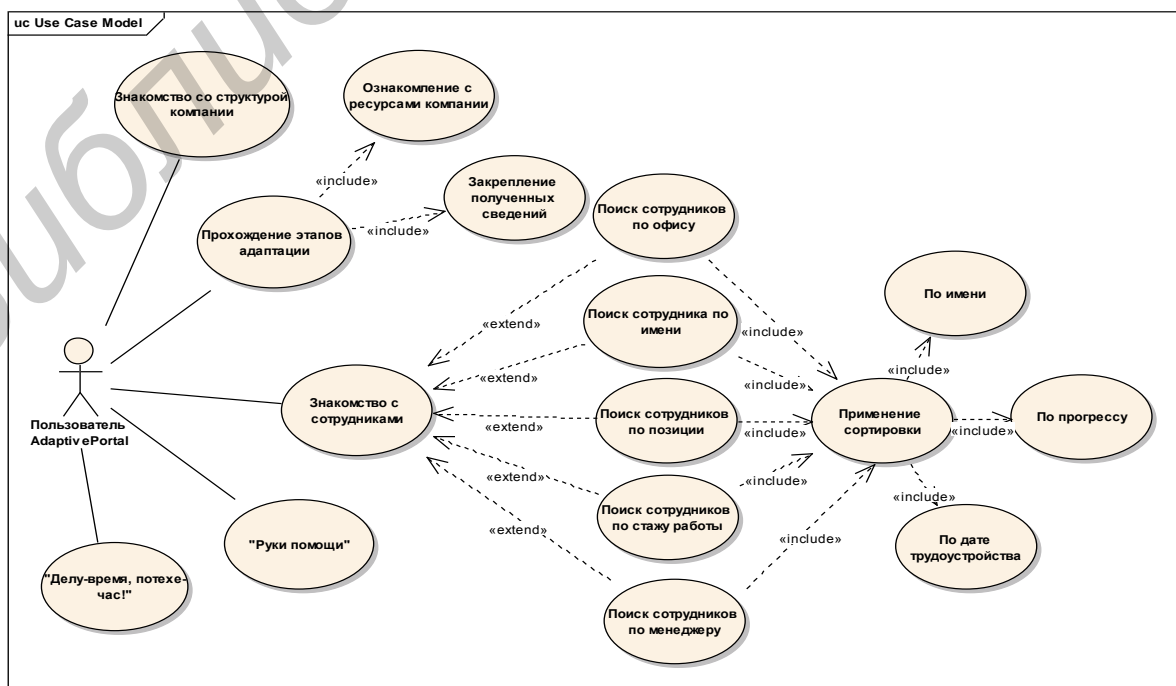 uc Use Case Model
Знакомство со структурой
компании
Ознакомление с
ресурсами компании
«include»
Закрепление
полученных
сведений
Прохождение этапов
адаптации
«include»
Поиск сотрудников
по офису
По имени
«extend»
Поиск сотрудника по
имени
«include»
«include»
Пользователь
AdaptivePortal
Знакомство с
сотрудниками
«extend»
«include»
Поиск сотрудников
по позиции
«extend»
«include»
Применение
сортировки
«include»
По прогрессу
«extend»
Поиск сотрудников
по стажу работы
«include»
«include»
«extend»
"Руки помощи"
«include»
По дате
трудоустройства
"Делу-время, потехе-
час!"
Поиск сотрудников
по менеджеру